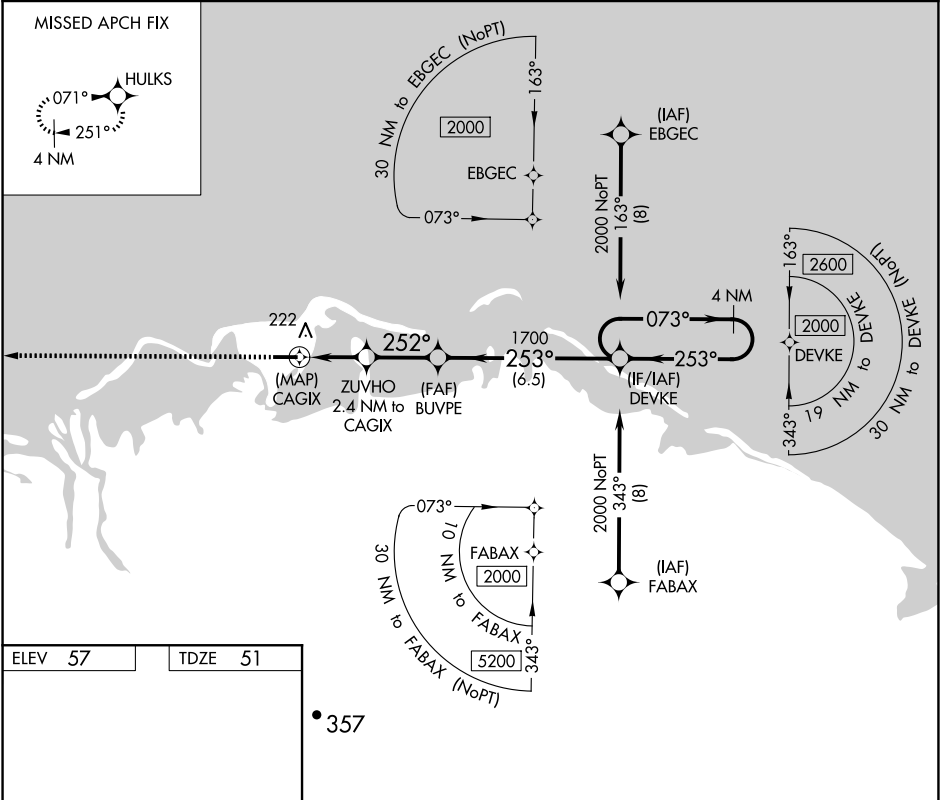 MISSED APCH FIX
HULKS
071°
251°
4 NM
30 NM to EBGEC (NoPT)
163°
2000
EBGEC
073°
(IAF)
EBGEC
2000 NoPT
163°
(8)
4 NM
073°
253°
(IF/IAF)
DEVKE
163°
2600
2000
DEVKE
343°
19 NM to DEVKE
30 NM to DEVKE (NoPT)
222
(MAP)
CAGIX
252°
ZUVHO
2.4 NM to
CAGIX
(FAF)
BUVPE
1700
253°
(6.5)
2000 NoPT
343°
(8)
(IAF)
FABAX
073°
FABAX
2000
10 NM to FABAX
30 NM to FABAX (NoPT)
5200
343°
ELEV 57
TDZE 51
357